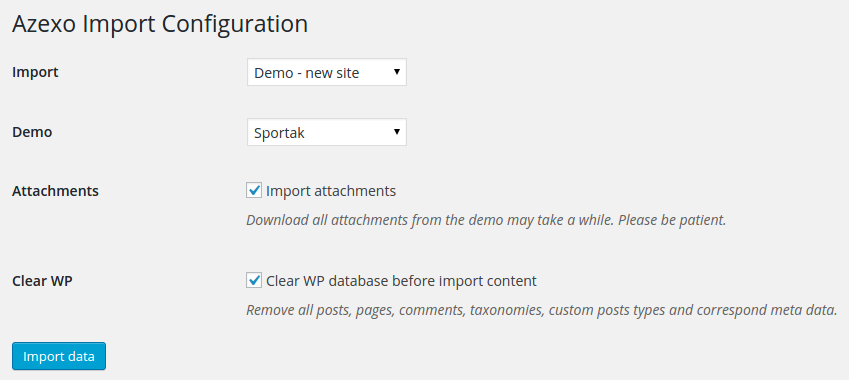 Azexo Import Configuration
Import Demo - new site
Demo Sportak
Attachments Import attachments
Download all attachments from the demo may take a while. Please be patient.
Clear WP Clear WP database before import content
Remove all posts, pages, comments, taxonomies, custom posts types and correspond meta data.
Import data